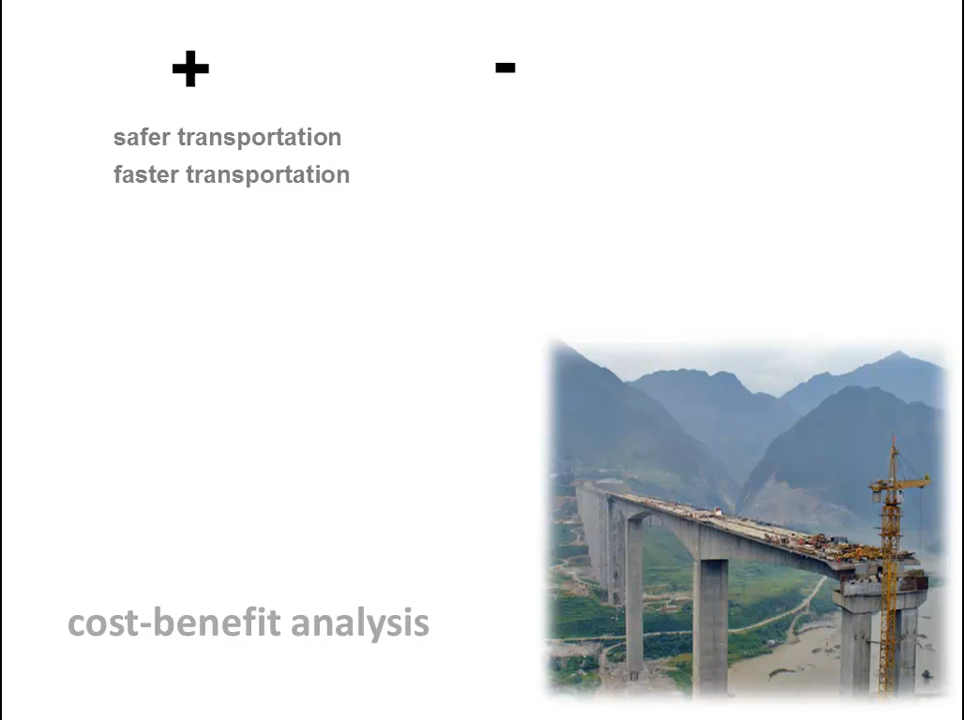 + -
safer transportation
faster transportation
cost-benefit analysis